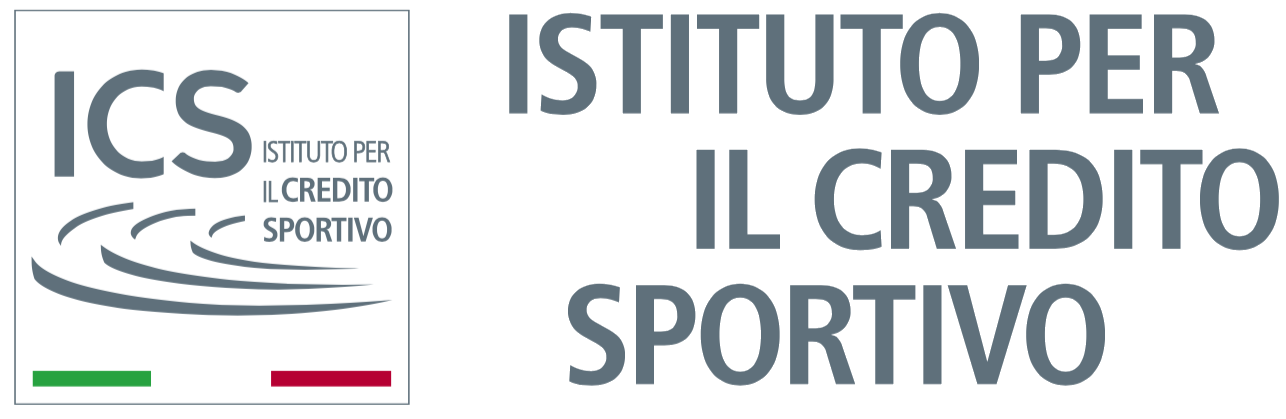 ICS
ISTITUTO PER
IL CREDITO
SPORTIVO
ISTITUTO PER
IL CREDITO
SPORTIVO